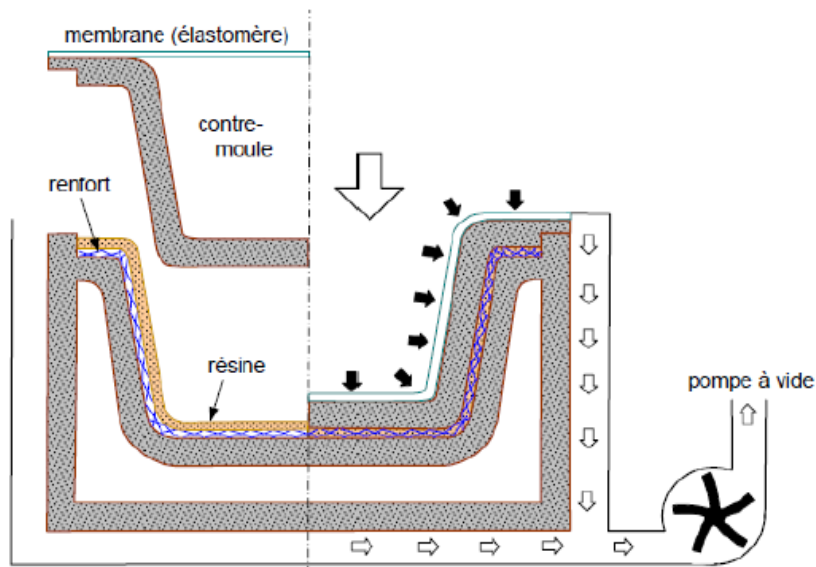 membrane (élastomère)
contre-
moule
renfort
résine
pompe à vide